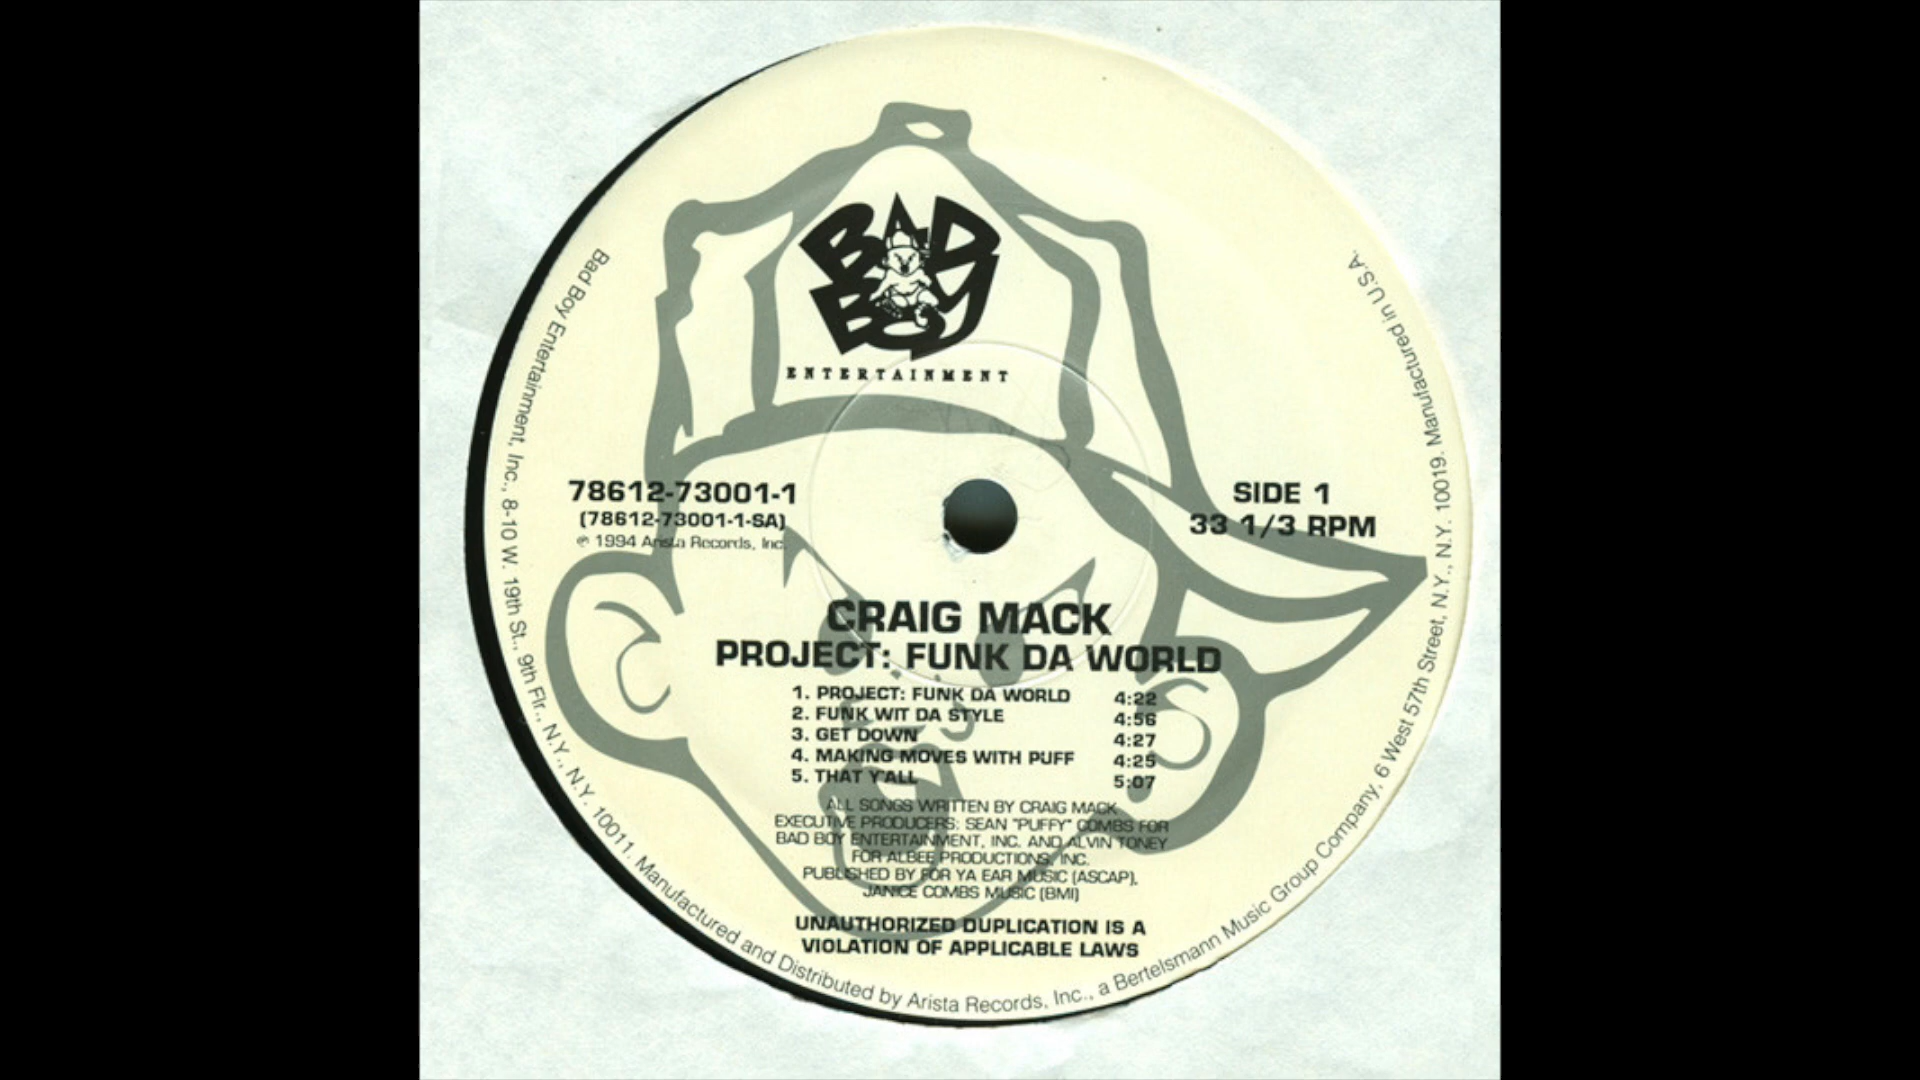 BAD
BOY
ENTERTAINMENT
78612-73001-1
(78612-73001-1-SA)
℗ 1994 Arista Records, Inc.
SIDE 1
33 1/3 RPM
CRAIG MACK
PROJECT: FUNK DA WORLD
1. PROJECT: FUNK DA WORLD 4:22
2. FUNK WIT DA STYLE 4:56
3. GET DOWN 4:27
4. MAKING MOVES WITH PUFF 4:25
5. THAT Y'ALL 5:07
ALL SONGS WRITTEN BY CRAIG MACK
EXECUTIVE PRODUCERS: SEAN "PUFFY" COMBS FOR
BAD BOY ENTERTAINMENT, INC. AND ALVIN TONEY
FOR ALBEE PRODUCTIONS, INC.
PUBLISHED BY FOR YA EAR MUSIC (ASCAP),
JANICE COMBS MUSIC (BMI)
UNAUTHORIZED DUPLICATION IS A
VIOLATION OF APPLICABLE LAWS
Bad Boy Entertainment, Inc., 8-10 W. 19th St., 9th Flr., N.Y., N.Y. 10011. Manufactured and Distributed by Arista Records, Inc., a Bertelsmann Music Group Company, 6 West 57th Street, N.Y., N.Y. 10019. Manufactured in U.S.A.